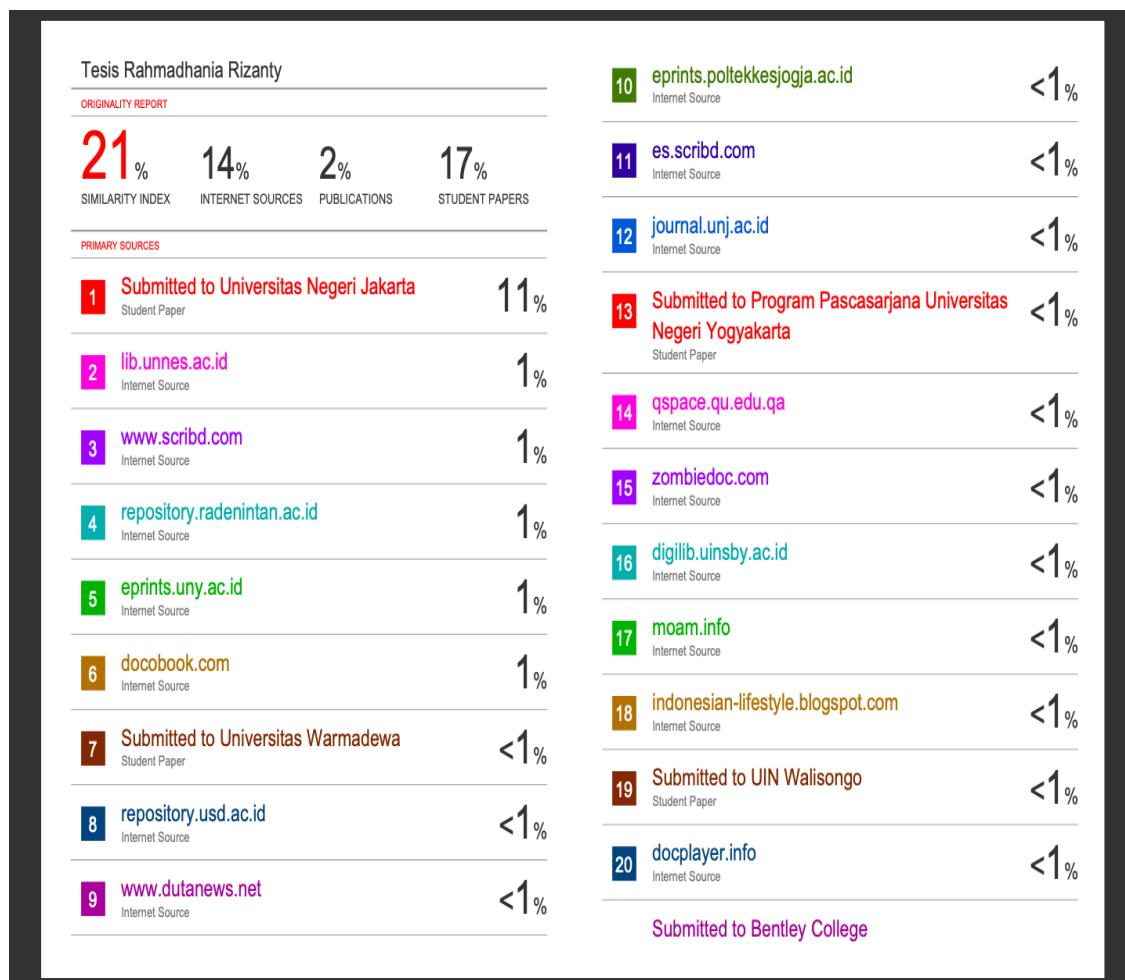 Tesis Rahmadhania Rizanty
ORIGINALITY REPORT
21% 14% 2% 17%
SIMILARITY INDEX INTERNET SOURCES PUBLICATIONS STUDENT PAPERS
PRIMARY SOURCES
1 Submitted to Universitas Negeri Jakarta 11%
Student Paper
2 lib.unnes.ac.id 1%
Internet Source
3 www.scribd.com 1%
Internet Source
4 repository.radenintan.ac.id 1%
Internet Source
5 eprints.uny.ac.id 1%
Internet Source
6 docobook.com 1%
Internet Source
7 Submitted to Universitas Warmadewa <1%
Student Paper
8 repository.usd.ac.id <1%
Internet Source
9 www.dutanews.net <1%
Internet Source
10 eprints.poltekkesjogja.ac.id <1%
Internet Source
11 es.scribd.com <1%
Internet Source
12 journal.unj.ac.id <1%
Internet Source
13 Submitted to Program Pascasarjana Universitas <1%
Negeri Yogyakarta
Student Paper
14 qspace.qu.edu.qa <1%
Internet Source
15 zombiedoc.com <1%
Internet Source
16 digilib.uinsby.ac.id <1%
Internet Source
17 moam.info <1%
Internet Source
18 indonesian-lifestyle.blogspot.com <1%
Internet Source
19 Submitted to UIN Walisongo <1%
Student Paper
20 docplayer.info <1%
Internet Source
Submitted to Bentley College